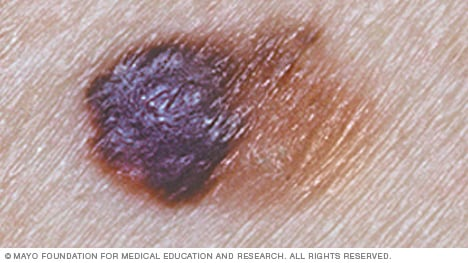 © MAYO FOUNDATION FOR MEDICAL EDUCATION AND RESEARCH. ALL RIGHTS RESERVED.